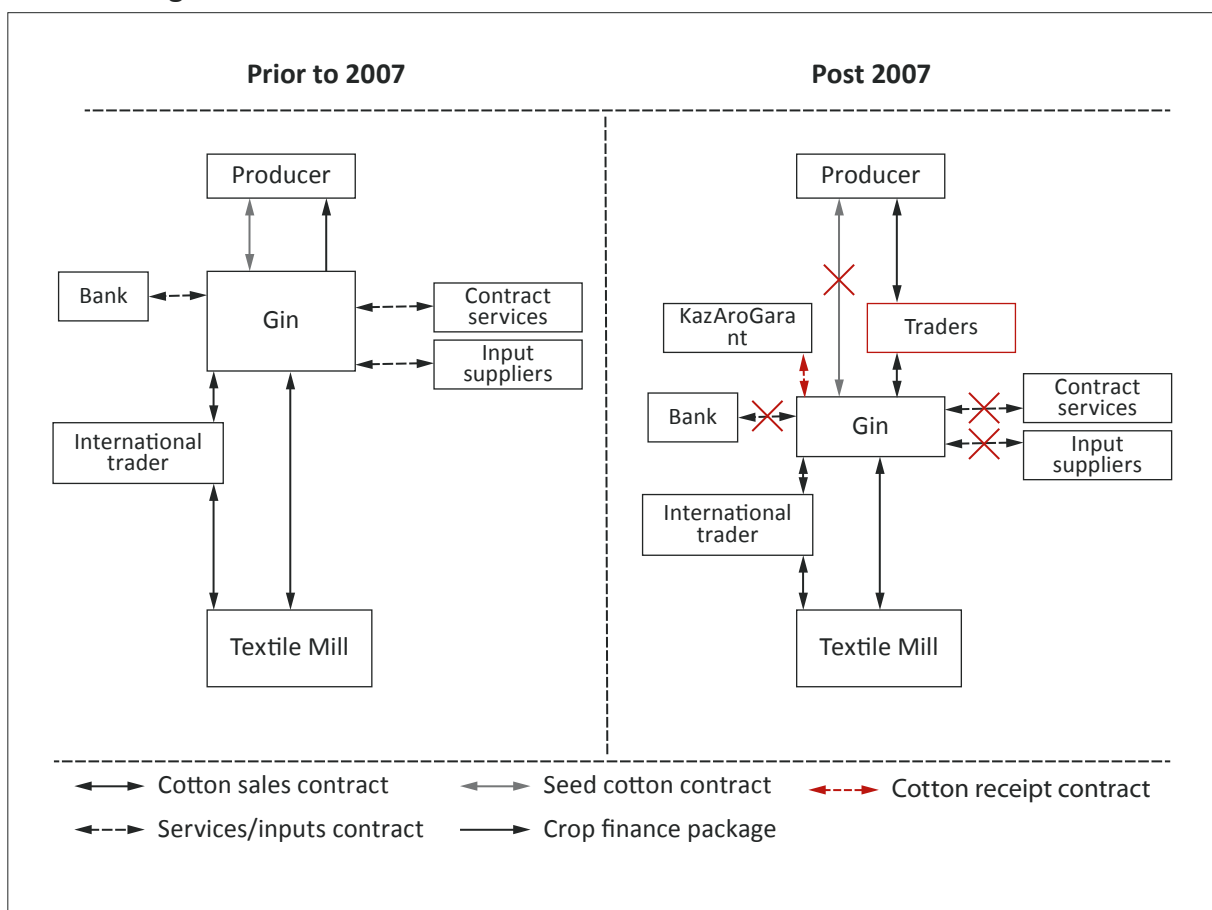 Prior to 2007
Producer
Bank
Gin
Contract
services
Input
suppliers
International
trader
Textile Mill
Post 2007
Producer
KazAroGara
nt
Traders
Bank
Gin
Contract
services
Input
suppliers
International
trader
Textile Mill
Cotton sales contract
Seed cotton contract
Cotton receipt contract
Services/inputs contract
Crop finance package